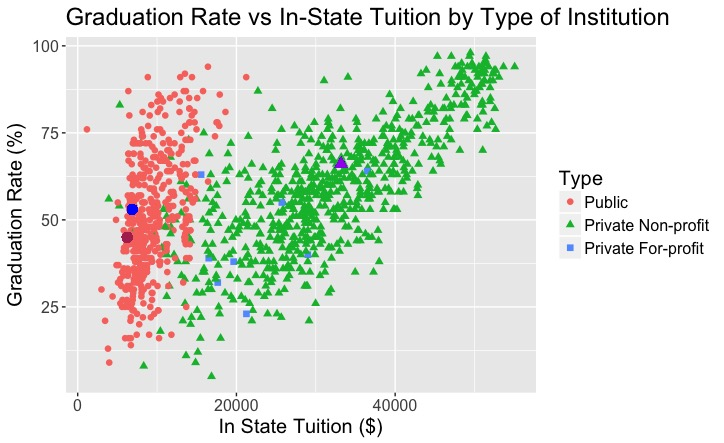 Graduation Rate vs In-State Tuition by Type of Institution
100
75
50
25
Graduation Rate (%)
0
20000
40000
In State Tuition ($)
Type
Public
Private Non-profit
Private For-profit